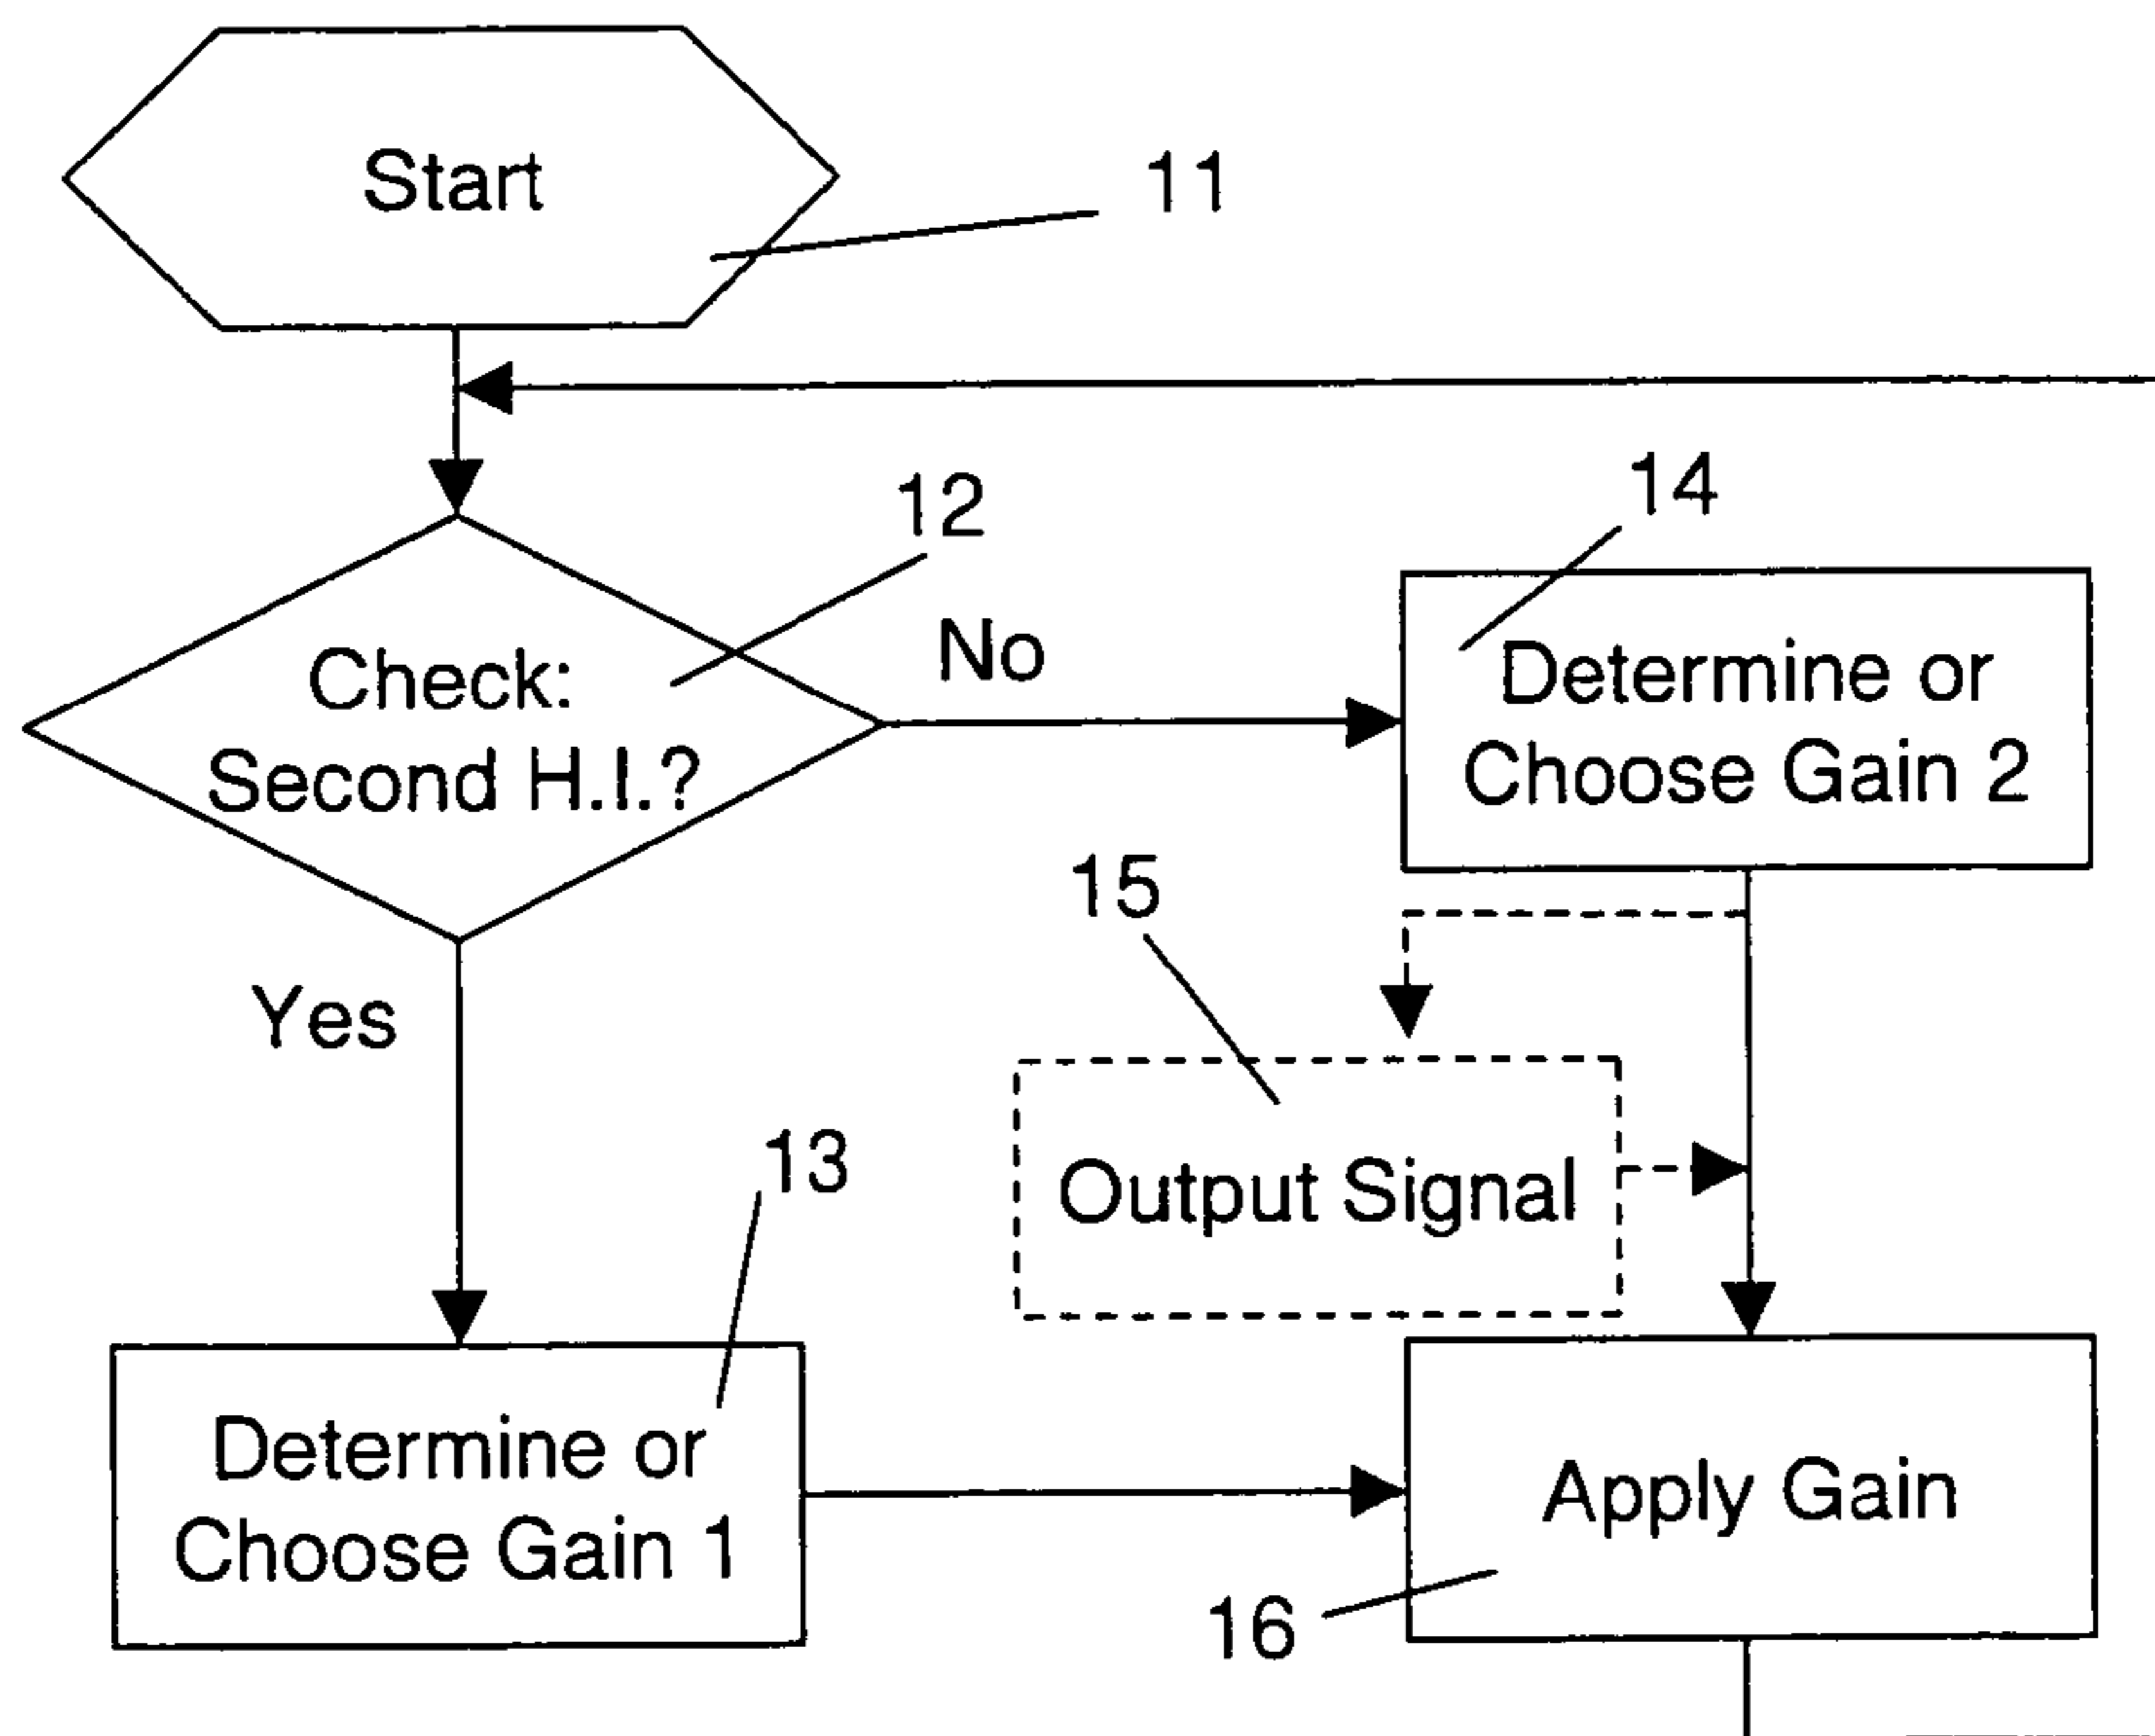 Start
11
12
14
Check:
Second H.I.?
No
Determine or
Choose Gain 2
15
Yes
Output Signal
13
Determine or
Choose Gain 1
Apply Gain
16